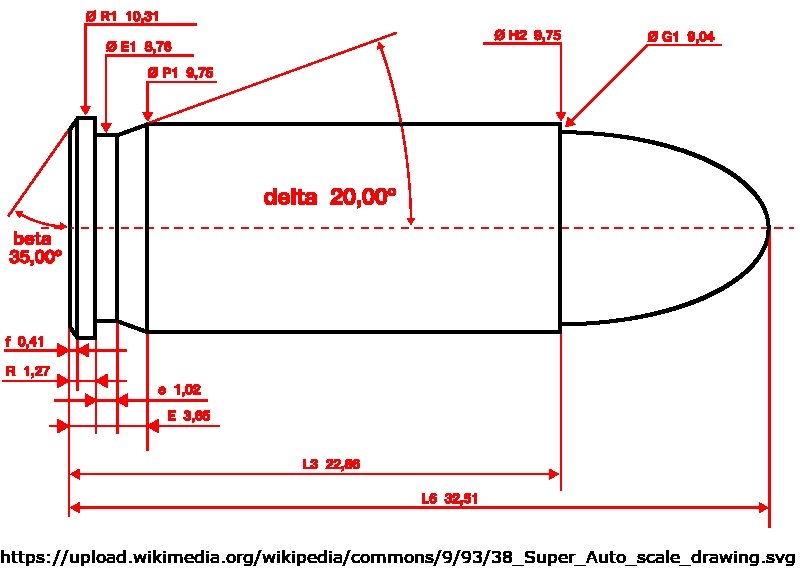 Ø R1 10,31
Ø E1 8,76
Ø P1 9,75
Ø H2 9,75
Ø G1 9,04
delta 20,00°
beta
35,00°
f 0,41
R 1,27
e 1,02
E 3,65
L3 22,86
L6 32,51
https://upload.wikimedia.org/wikipedia/commons/9/93/38_Super_Auto_scale_drawing.svg